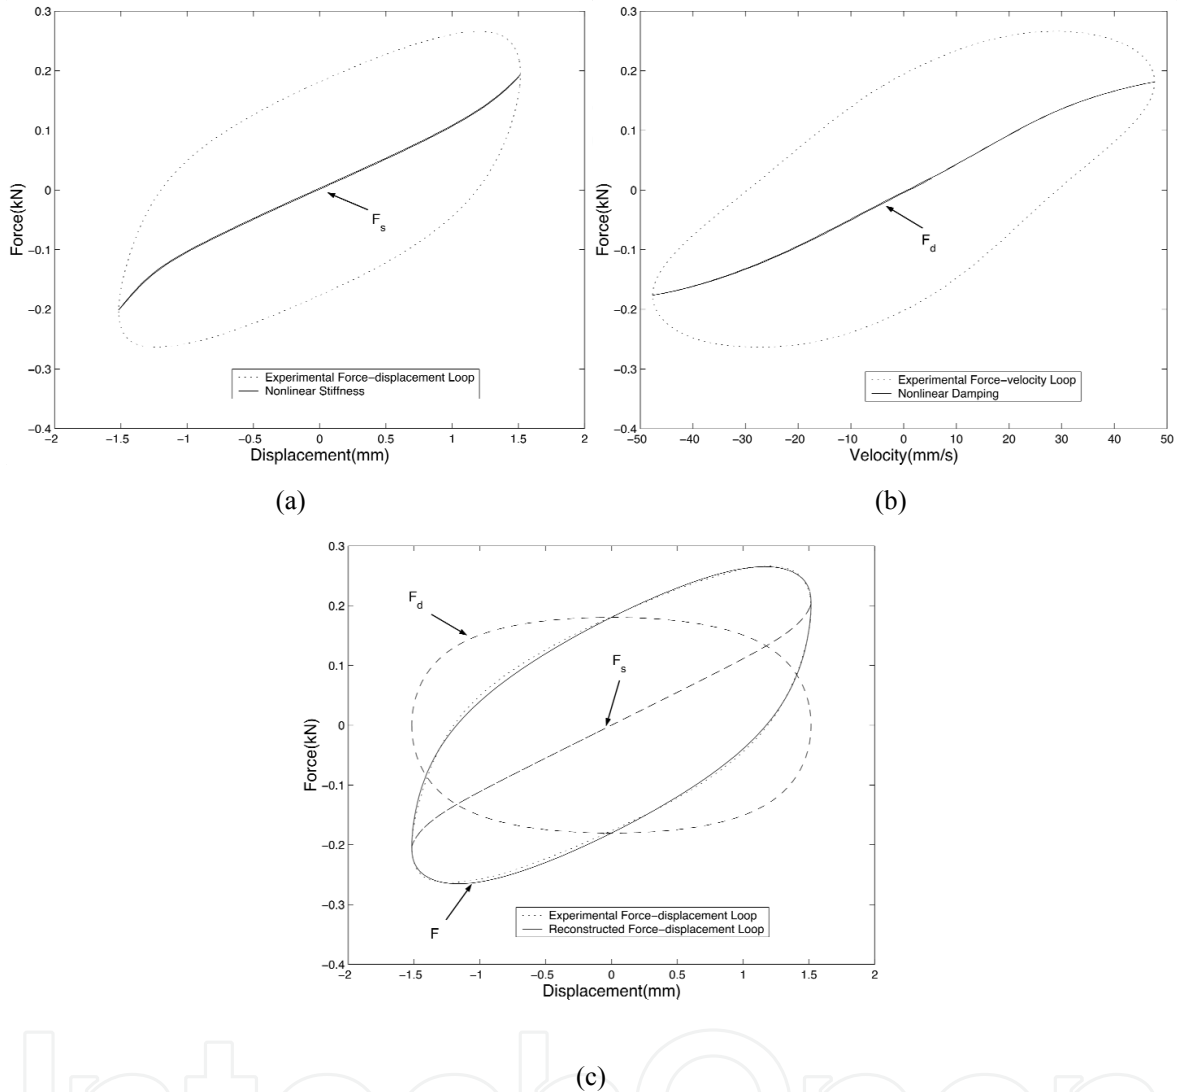 0.3
0.2
0.1
0
−0.1
−0.2
−0.3
−0.4
Force(kN)
F
s
Experimental Force−displacement Loop
Nonlinear Stiffness
−2 −1.5 −1 −0.5 0 0.5 1 1.5 2
Displacement(mm)
(a)
0.3
0.2
0.1
0
−0.1
−0.2
−0.3
−0.4
Force(kN)
F
d
Experimental Force−velocity Loop
Nonlinear Damping
−50 −40 −30 −20 −10 0 10 20 30 40 50
Velocity(mm/s)
(b)
0.3
0.2
0.1
0
−0.1
−0.2
−0.3
−0.4
Force(kN)
F
d
F
s
F
Experimental Force−displacement Loop
Reconstructed Force−displacement Loop
−2 −1.5 −1 −0.5 0 0.5 1 1.5 2
Displacement(mm)
(c)